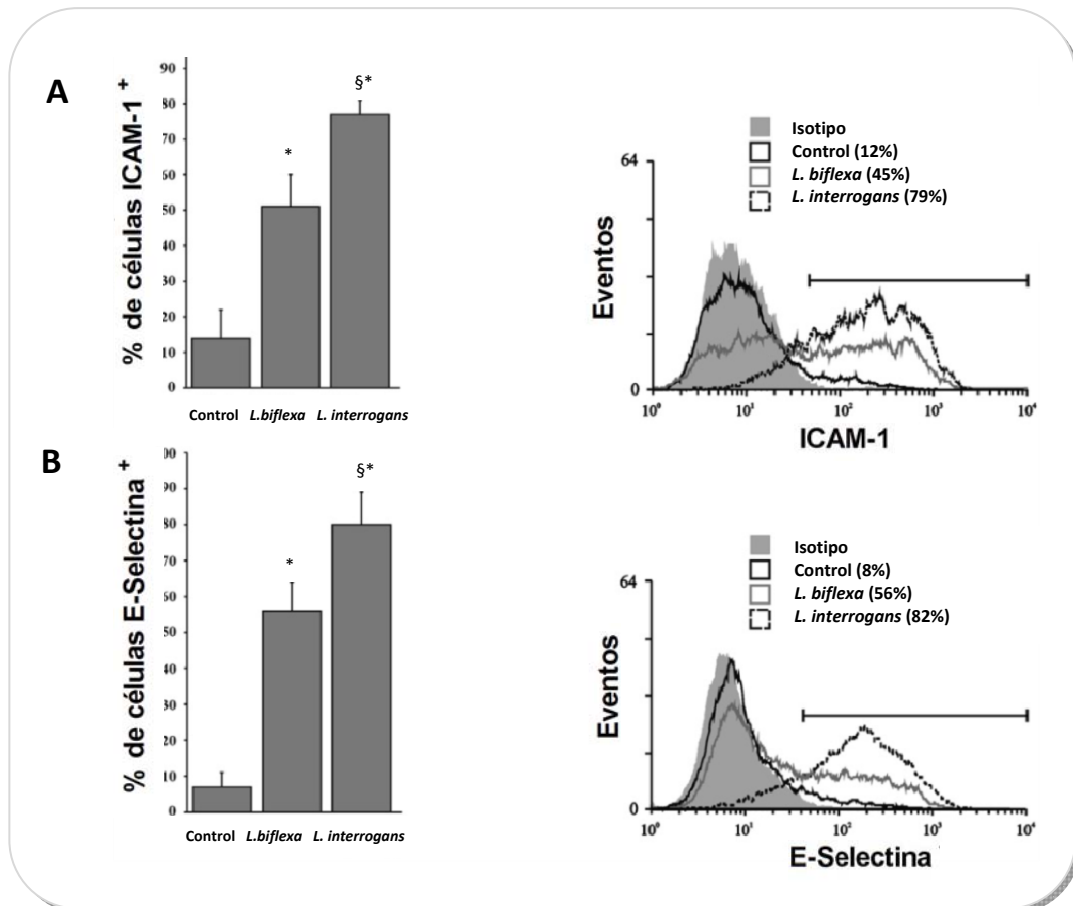 A
% de células ICAM-1 +
90
80
70
60
50
40
30
20
10
0
*
§*
Control L.biflexa L. interrogans
Isotipo
Control (12%)
L. biflexa (45%)
L. interrogans (79%)
64
Eventos
0
10⁰ 10¹ 10² 10³ 10⁴
ICAM-1
B
% de células E-Selectina +
00
90
80
70
60
50
40
30
20
10
0
*
§*
Control L.biflexa L. interrogans
Isotipo
Control (8%)
L. biflexa (56%)
L. interrogans (82%)
64
Eventos
0
10⁰ 10¹ 10² 10³ 10⁴
E-Selectina